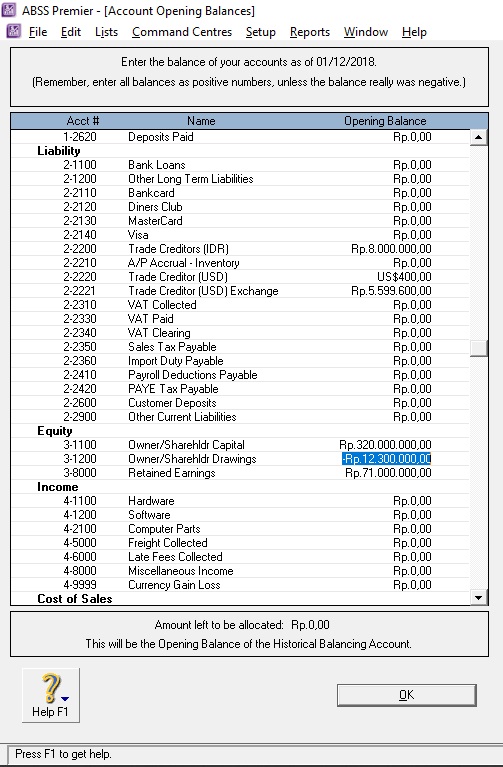 ABSS Premier - [Account Opening Balances]
File Edit Lists Command Centres Setup Reports Window Help
Enter the balance of your accounts as of 01/12/2018.
(Remember, enter all balances as positive numbers, unless the balance really was negative.)
Acct # Name Opening Balance
1-2620 Deposits Paid Rp.0,00
Liability
2-1100 Bank Loans Rp.0,00
2-1200 Other Long Term Liabilities Rp.0,00
2-2110 Bankcard Rp.0,00
2-2120 Diners Club Rp.0,00
2-2130 MasterCard Rp.0,00
2-2140 Visa Rp.0,00
2-2200 Trade Creditors (IDR) Rp.8.000.000,00
2-2210 A/P Accrual - Inventory Rp.0,00
2-2220 Trade Creditor (USD) US$400,00
2-2221 Trade Creditor (USD) Exchange Rp.5.599.600,00
2-2310 VAT Collected Rp.0,00
2-2330 VAT Paid Rp.0,00
2-2340 VAT Clearing Rp.0,00
2-2350 Sales Tax Payable Rp.0,00
2-2360 Import Duty Payable Rp.0,00
2-2410 Payroll Deductions Payable Rp.0,00
2-2420 PAYE Tax Payable Rp.0,00
2-2600 Customer Deposits Rp.0,00
2-2900 Other Current Liabilities Rp.0,00
Equity
3-1100 Owner/Sharehldr Capital Rp.320.000.000,00
3-1200 Owner/Sharehldr Drawings -Rp.12.300.000,00
3-8000 Retained Earnings Rp.71.000.000,00
Income
4-1100 Hardware Rp.0,00
4-1200 Software Rp.0,00
4-2100 Computer Parts Rp.0,00
4-5000 Freight Collected Rp.0,00
4-6000 Late Fees Collected Rp.0,00
4-8000 Miscellaneous Income Rp.0,00
4-9999 Currency Gain Loss Rp.0,00
Cost of Sales
Amount left to be allocated: Rp.0,00
This will be the Opening Balance of the Historical Balancing Account.
Help F1
OK
Press F1 to get help.